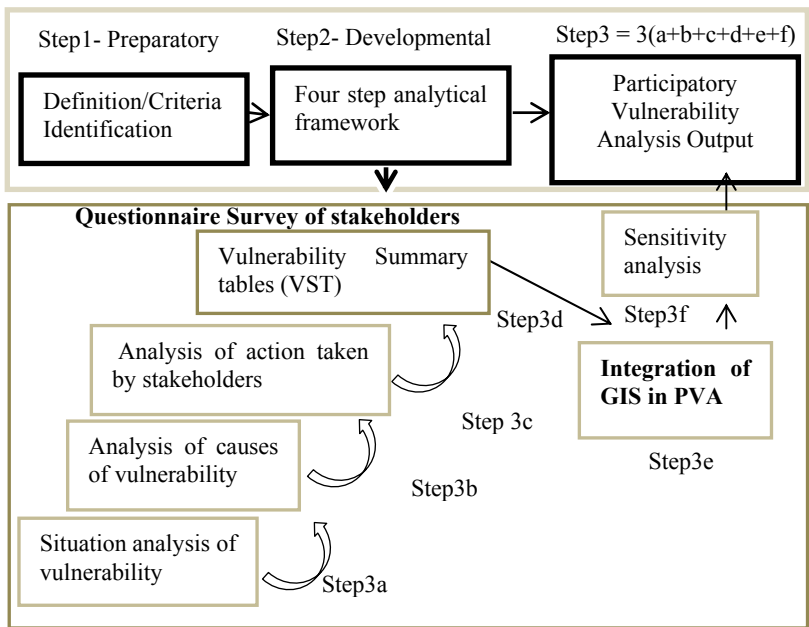 Step1- Preparatory
Step2- Developmental
Step3 = 3(a+b+c+d+e+f)
Definition/Criteria
Identification
Four step analytical
framework
Participatory
Vulnerability
Analysis Output
Questionnaire Survey of stakeholders
Vulnerability Summary
tables (VST)
Sensitivity
analysis
Step3d
Step3f
Analysis of action taken
by stakeholders
Integration of
GIS in PVA
Step 3c
Analysis of causes
of vulnerability
Step3e
Step3b
Situation analysis of
vulnerability
Step3a